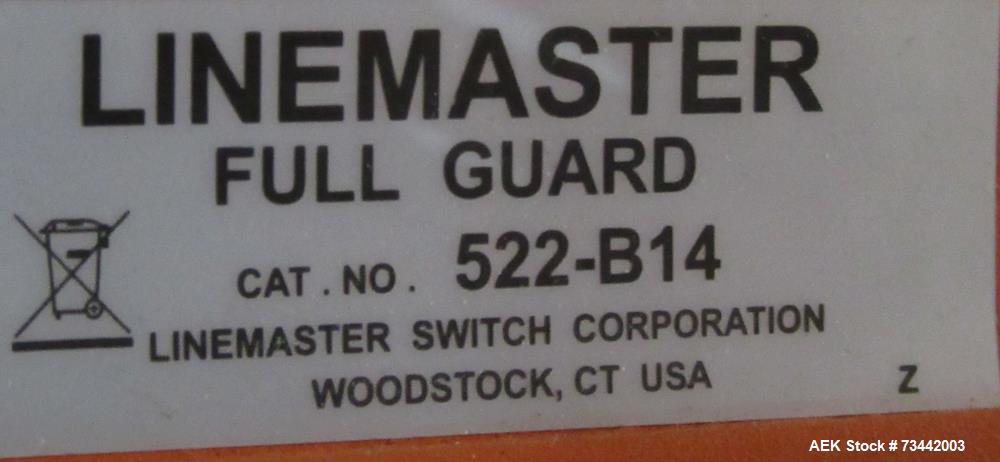 LINEMASTER
FULL GUARD
CAT . NO . 522-B14
LINEMASTER SWITCH CORPORATION
WOODSTOCK, CT USA
Z
AEK Stock # 73442003